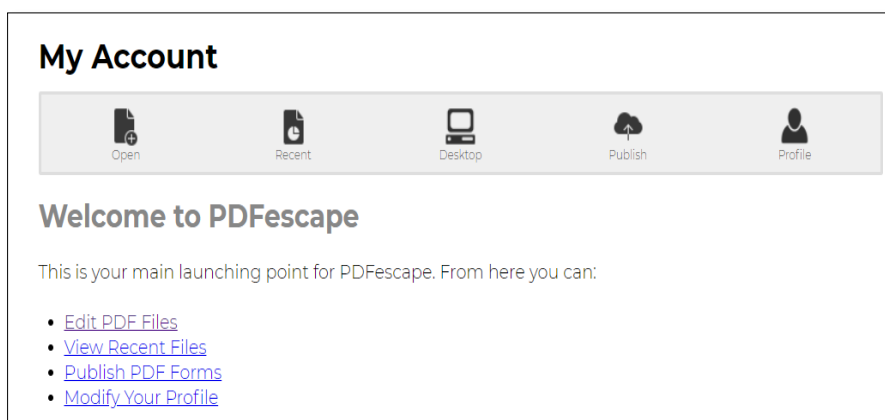 My Account
Open Recent Desktop Publish Profile
Welcome to PDFescape
This is your main launching point for PDFescape. From here you can:
• Edit PDF Files
• View Recent Files
• Publish PDF Forms
• Modify Your Profile